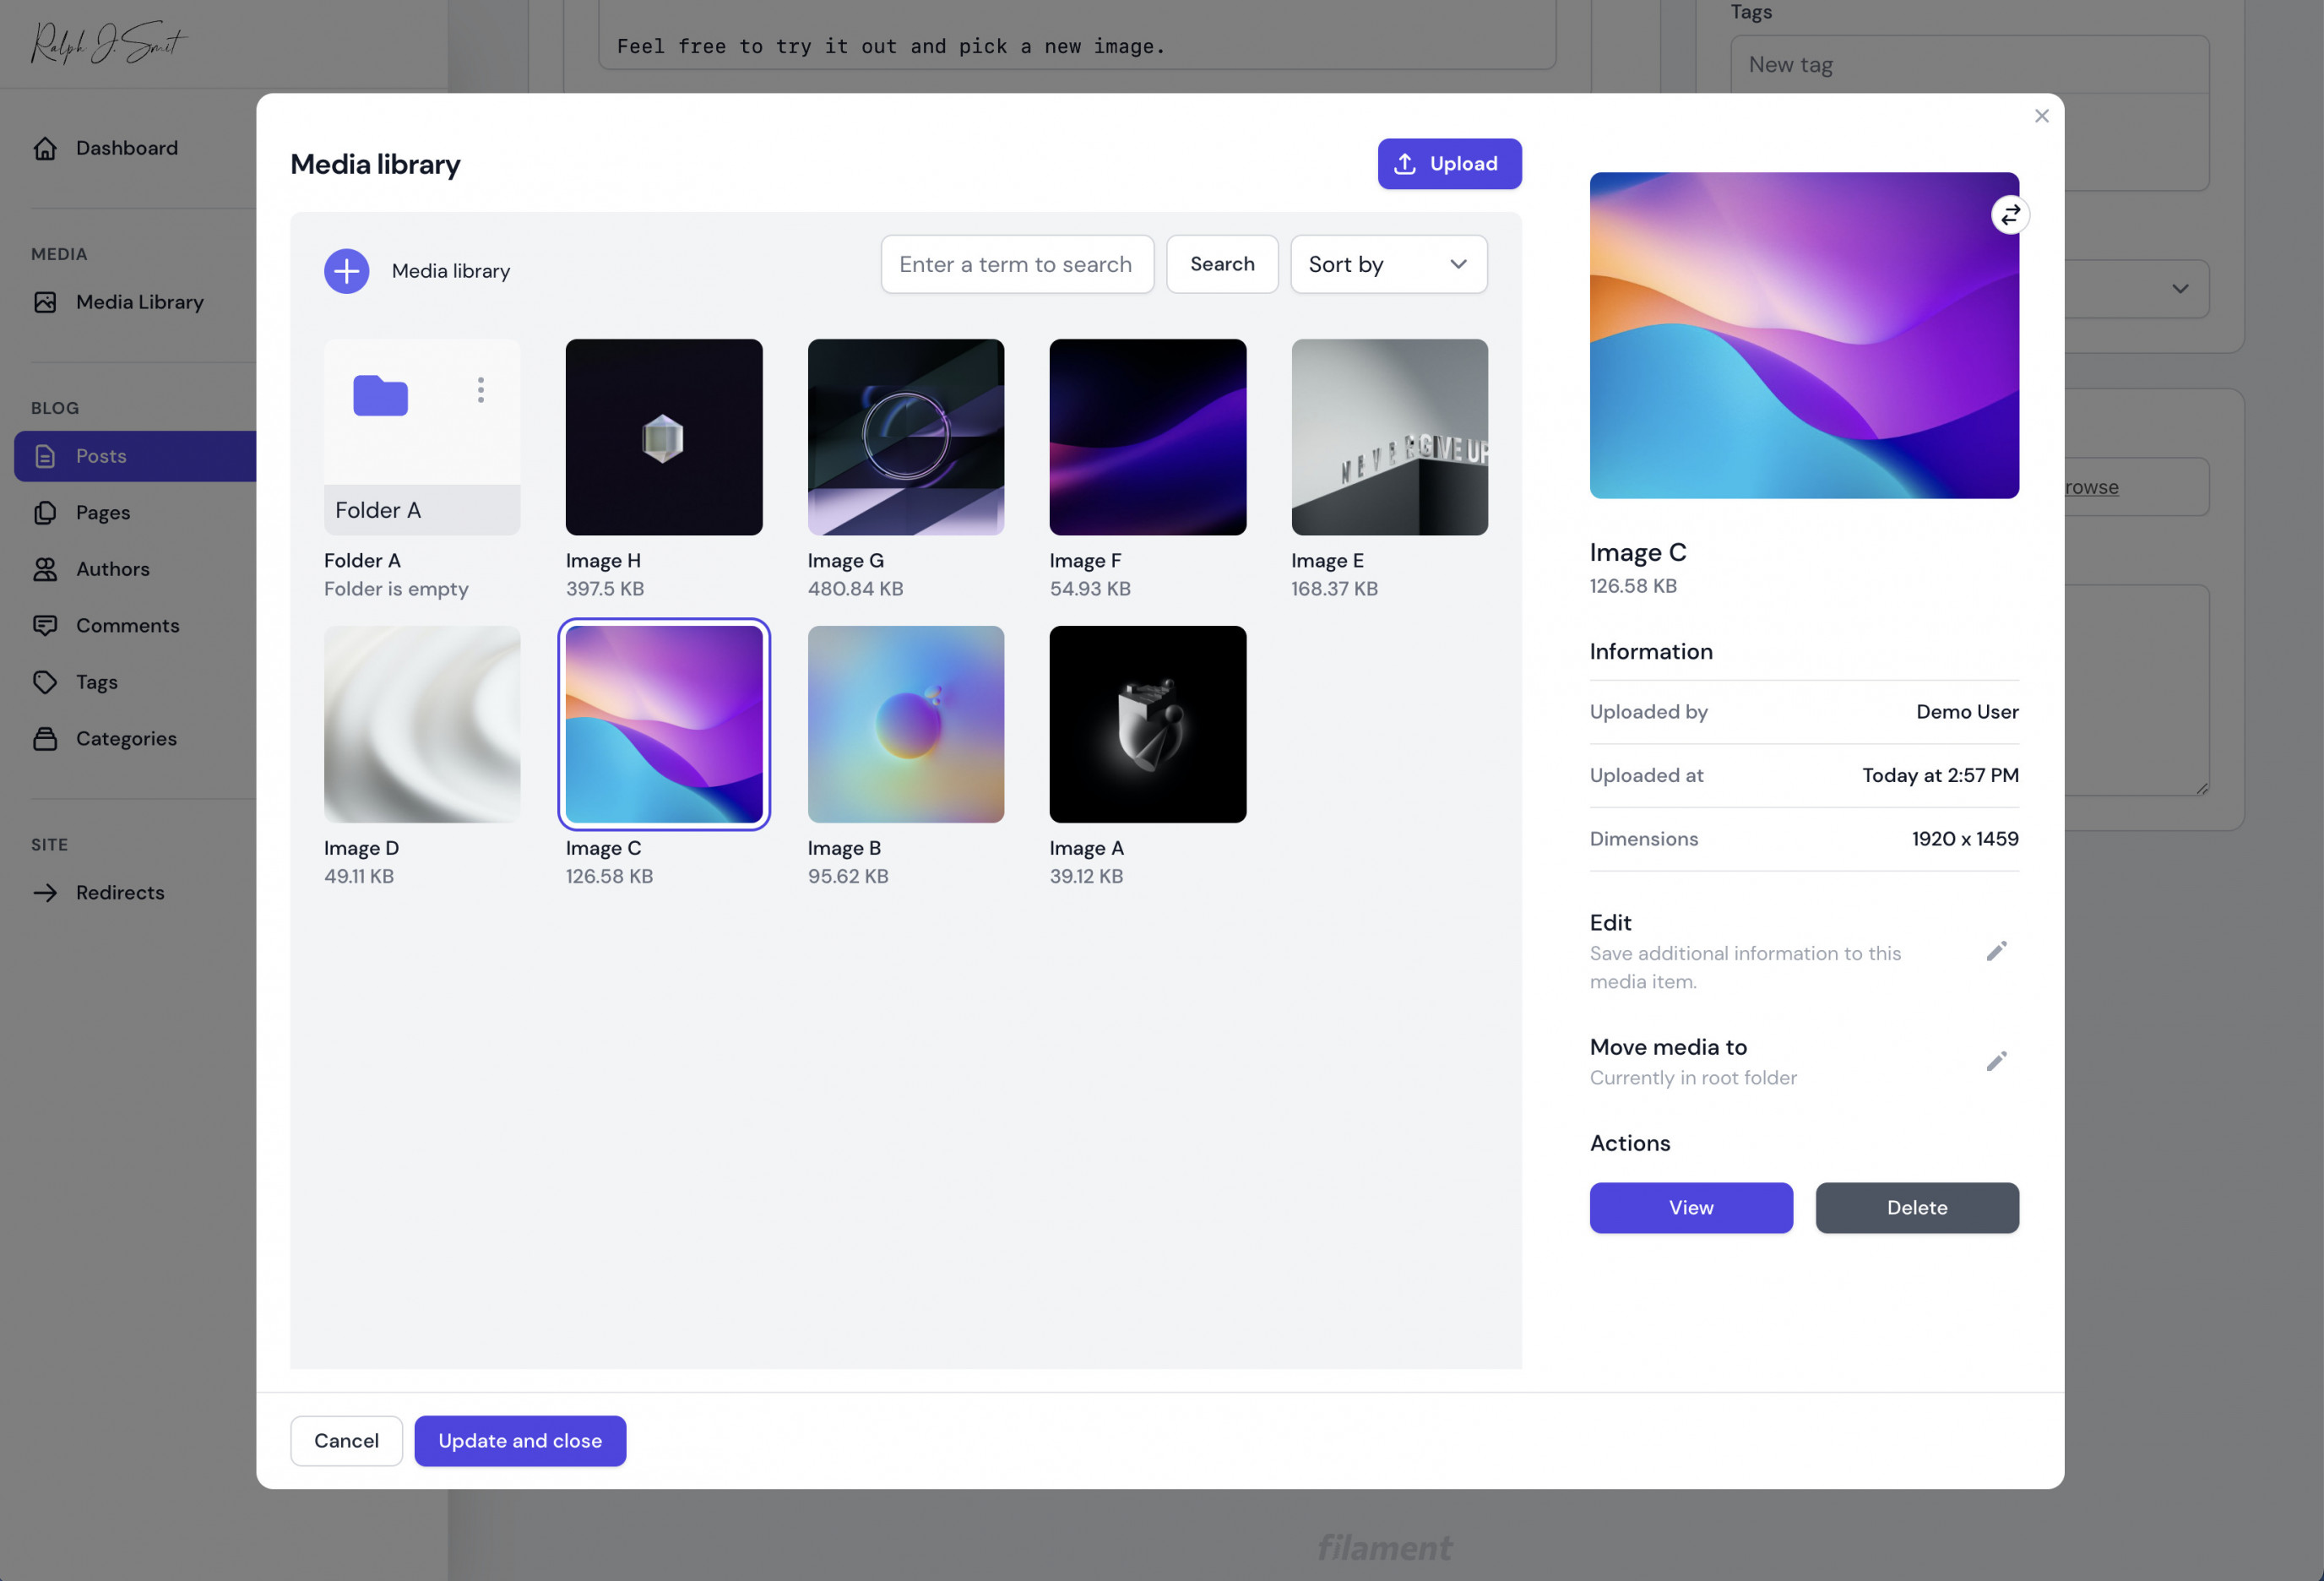 Ralph J. Smit
Feel free to try it out and pick a new image.
Tags
New tag
Dashboard
MEDIA
Media Library
BLOG
Posts
Pages
Authors
Comments
Tags
Categories
SITE
Redirects
Media library
Upload
Media library
Enter a term to search
Search
Sort by
Folder A
NEVER GIVE UP
Folder A
Folder is empty
Image H
397.5 KB
Image G
480.84 KB
Image F
54.93 KB
Image E
168.37 KB
Image D
49.11 KB
Image C
126.58 KB
Image B
95.62 KB
Image A
39.12 KB
Image C
126.58 KB
Information
Uploaded by Demo User
Uploaded at Today at 2:57 PM
Dimensions 1920 x 1459
Edit
Save additional information to this
media item.
Move media to
Currently in root folder
Actions
View
Delete
rowse
Cancel
Update and close
filament